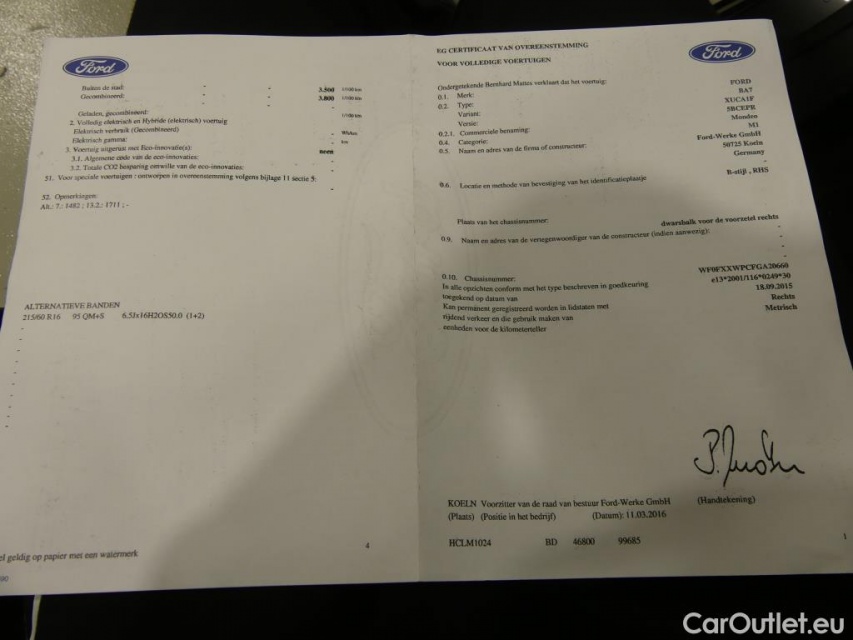 Ford
Buiten de stad: - - 3.500 l/100 km
Gecombineerd: - - 3.800 l/100 km
Geladen, gecombineerd: - l/100 km
2. Volledig elektrisch en Hybride (elektrisch) voertuig
Elektrisch verbruik (Gecombineerd) - Wh/km
Elektrisch gamma: - km
3. Voertuig uitgerust met Eco-innovatie(s): neen
3.1. Algemene code van de eco-innovaties: -
3.2. Totale CO2 besparing omwille van de eco-innovaties: -
51. Voor speciale voertuigen : ontworpen in overeenstemming volgens bijlage 11 sectie 5:
-
52. Opmerkingen:
Alt.: 7.: 1482 ; 13.2.: 1711 ; -
ALTERNATIEVE BANDEN
215/60 R16 95 QM+S 6.5Jx16H2OS50.0 (1+2)
el geldig op papier met een watermerk
4
EG CERTIFICAAT VAN OVEREENSTEMMING
VOOR VOLLEDIGE VOERTUIGEN
Ford
Ondergetekende Bernhard Mattes verklaart dat het voertuig:
0.1. Merk: FORD
0.2. Type: BA7
Variant: XUCA1F
Versie: 5BCEPR
0.2.1. Commerciele benaming: Mondeo
0.4. Categorie: M1
0.5. Naam en adres van de firma of constructeur: Ford-Werke GmbH
50725 Koeln
Germany
-
0.6. Locatie en methode van bevestiging van het identificatieplaatje B-stijl , RHS
Plaats van het chassisnummer: dwarsbalk voor de voorzetel rechts
0.9. Naam en adres van de vertegenwoordiger van de constructeur (indien aanwezig): -
-
-
0.10. Chassisnummer: WF0FXXWPCFGA20660
In alle opzichten conform met het type beschreven in goedkeuring e13*2001/116*0249*30
toegekend op datum van 18.09.2015
Kan permanent geregistreerd worden in lidstaten met Rechts
rijdend verkeer en die gebruik maken van Metrisch
eenheden voor de kilometerteller
KOELN Voorzitter van de raad van bestuur Ford-Werke GmbH (Handtekening)
(Plaats) (Positie in het bedrijf) (Datum): 11.03.2016
HCLM1024 BD 46800 99685
1
CarOutlet.eu